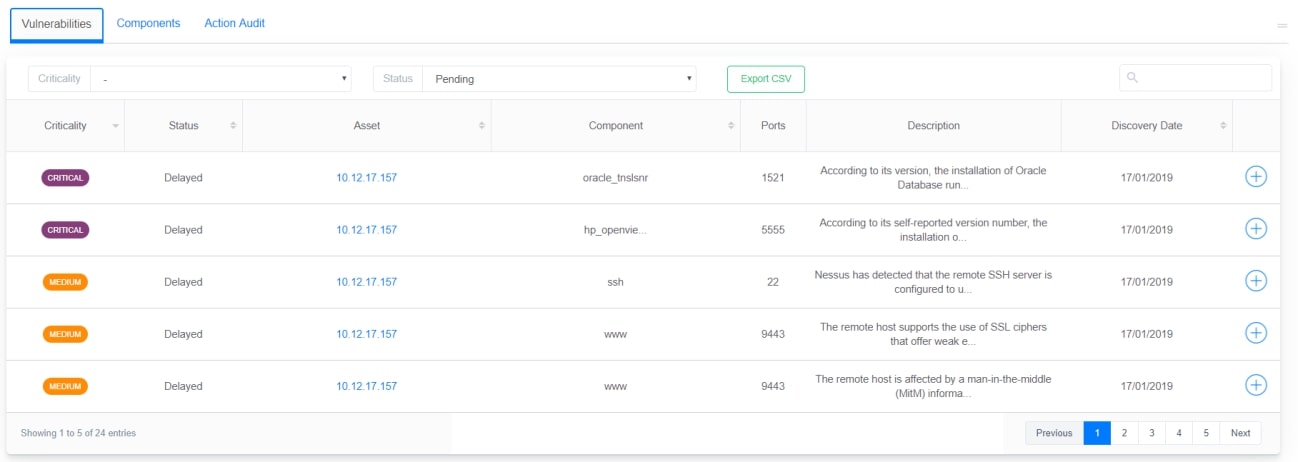 Vulnerabilities Components Action Audit
Criticality - Status Pending Export CSV
Criticality Status Asset Component Ports Description Discovery Date
CRITICAL Delayed 10.12.17.157 oracle_tnslsnr 1521 According to its version, the installation of Oracle
Database run... 17/01/2019
CRITICAL Delayed 10.12.17.157 hp_openvie... 5555 According to its self-reported version number, the
installation o... 17/01/2019
MEDIUM Delayed 10.12.17.157 ssh 22 Nessus has detected that the remote SSH server is
configured to u... 17/01/2019
MEDIUM Delayed 10.12.17.157 www 9443 The remote host supports the use of SSL ciphers
that offer weak e... 17/01/2019
MEDIUM Delayed 10.12.17.157 www 9443 The remote host is affected by a man-in-the-middle
(MitM) informa... 17/01/2019
Showing 1 to 5 of 24 entries Previous 1 2 3 4 5 Next